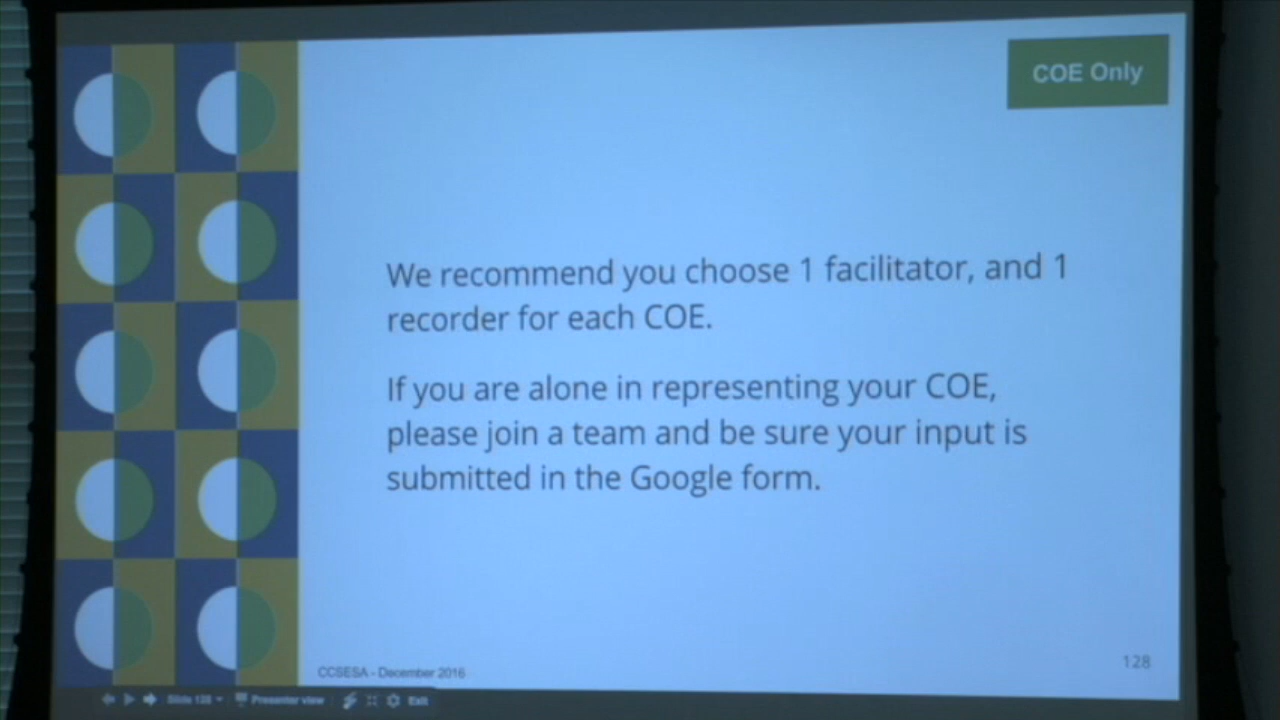 COE Only
We recommend you choose 1 facilitator, and 1
recorder for each COE.
If you are alone in representing your COE,
please join a team and be sure your input is
submitted in the Google form.
CCSESA - December 2016
128
Slide 128
Presenter view
Exit